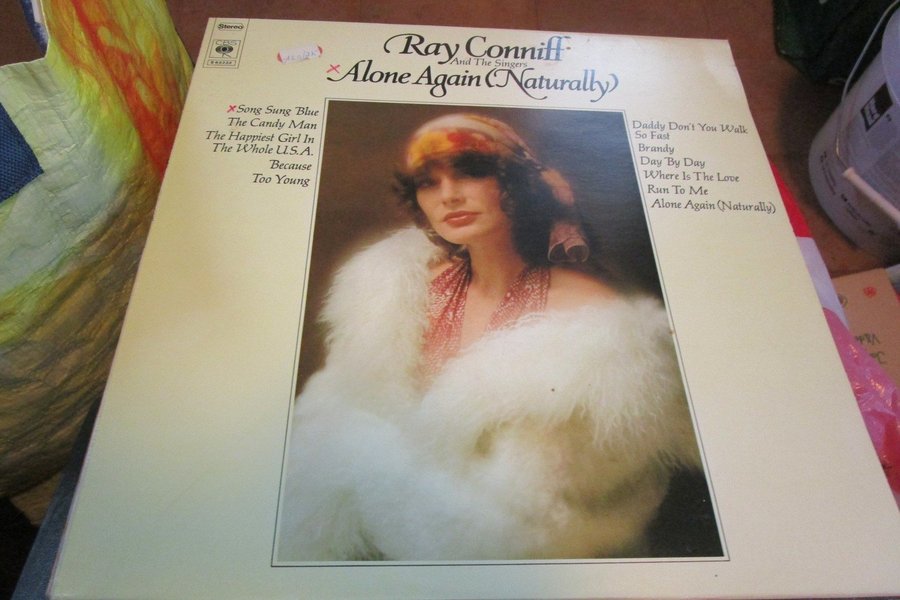 Stereo
CBS
Ray Conniff
And The Singers
Alone Again (Naturally)
Song Sung Blue
The Candy Man
The Happiest Girl In
The Whole U.S.A.
Because
Too Young
Daddy Don't You Walk
So Fast
Brandy
Day By Day
Where Is The Love
Run To Me
Alone Again (Naturally)